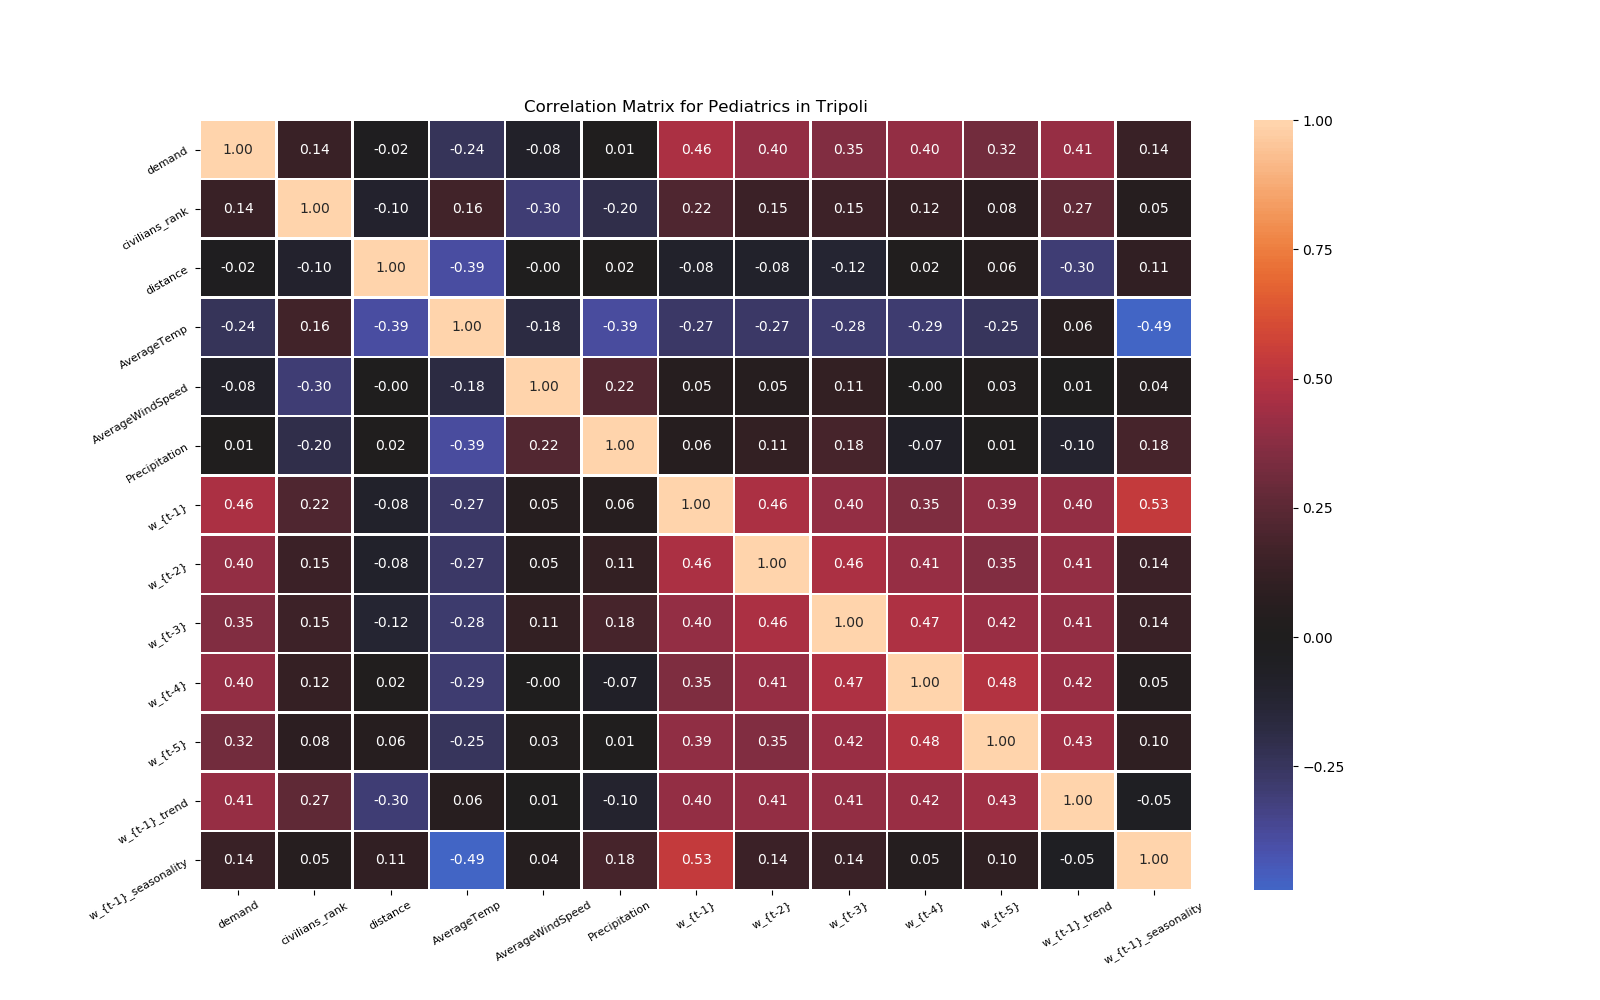 Correlation Matrix for Pediatrics in Tripoli
demand 1.00 0.14 -0.02 -0.24 -0.08 0.01 0.46 0.40 0.35 0.40 0.32 0.41 0.14
civilians_rank 0.14 1.00 -0.10 0.16 -0.30 -0.20 0.22 0.15 0.15 0.12 0.08 0.27 0.05
distance -0.02 -0.10 1.00 -0.39 -0.00 0.02 -0.08 -0.08 -0.12 0.02 0.06 -0.30 0.11
AverageTemp -0.24 0.16 -0.39 1.00 -0.18 -0.39 -0.27 -0.27 -0.28 -0.29 -0.25 0.06 -0.49
AverageWindSpeed -0.08 -0.30 -0.00 -0.18 1.00 0.22 0.05 0.05 0.11 -0.00 0.03 0.01 0.04
Precipitation 0.01 -0.20 0.02 -0.39 0.22 1.00 0.06 0.11 0.18 -0.07 0.01 -0.10 0.18
w_{t-1} 0.46 0.22 -0.08 -0.27 0.05 0.06 1.00 0.46 0.40 0.35 0.39 0.40 0.53
w_{t-2} 0.40 0.15 -0.08 -0.27 0.05 0.11 0.46 1.00 0.46 0.41 0.35 0.41 0.14
w_{t-3} 0.35 0.15 -0.12 -0.28 0.11 0.18 0.40 0.46 1.00 0.47 0.42 0.41 0.14
w_{t-4} 0.40 0.12 0.02 -0.29 -0.00 -0.07 0.35 0.41 0.47 1.00 0.48 0.42 0.05
w_{t-5} 0.32 0.08 0.06 -0.25 0.03 0.01 0.39 0.35 0.42 0.48 1.00 0.43 0.10
w_{t-1}_trend 0.41 0.27 -0.30 0.06 0.01 -0.10 0.40 0.41 0.41 0.42 0.43 1.00 -0.05
w_{t-1}_seasonality 0.14 0.05 0.11 -0.49 0.04 0.18 0.53 0.14 0.14 0.05 0.10 -0.05 1.00
demand civilians_rank distance AverageTemp AverageWindSpeed Precipitation w_{t-1} w_{t-2} w_{t-3} w_{t-4} w_{t-5} w_{t-1}_trend w_{t-1}_seasonality
1.00
0.75
0.50
0.25
0.00
−0.25